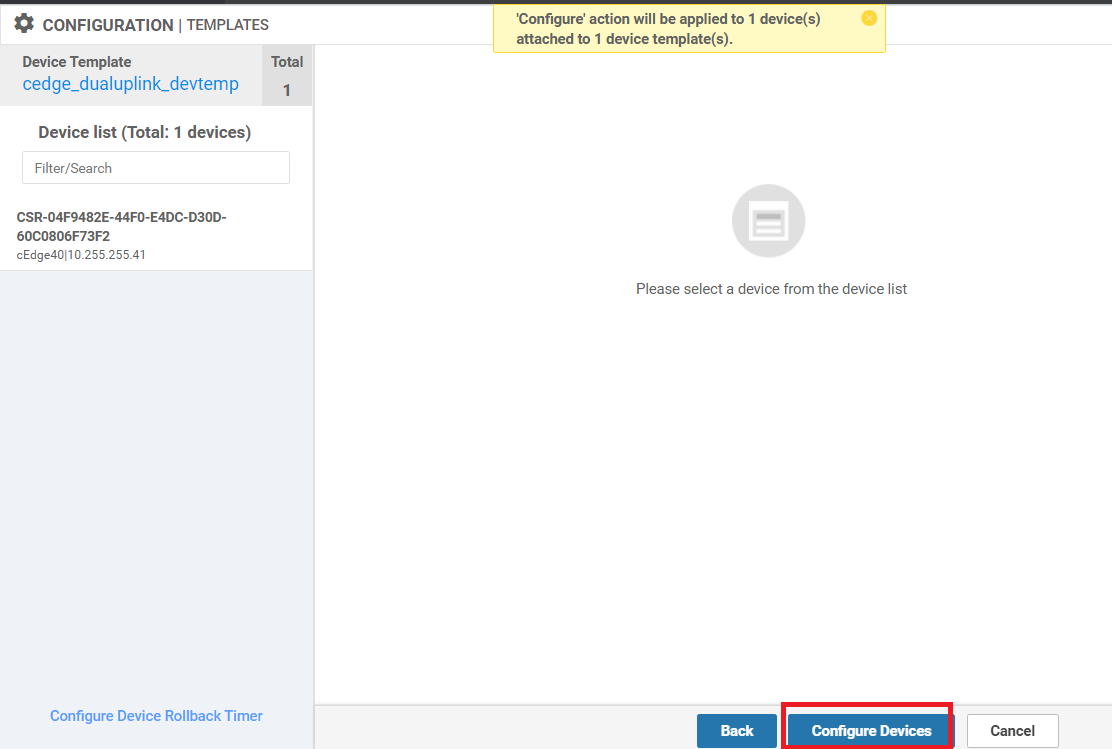 CONFIGURATION | TEMPLATES
'Configure' action will be applied to 1 device(s)
attached to 1 device template(s).
Device Template
cedge_dualuplink_devtemp
Total
1
Device list (Total: 1 devices)
Filter/Search
CSR-04F9482E-44F0-E4DC-D30D-
60C0806F73F2
cEdge40|10.255.255.41
Please select a device from the device list
Configure Device Rollback Timer
Back
Configure Devices
Cancel